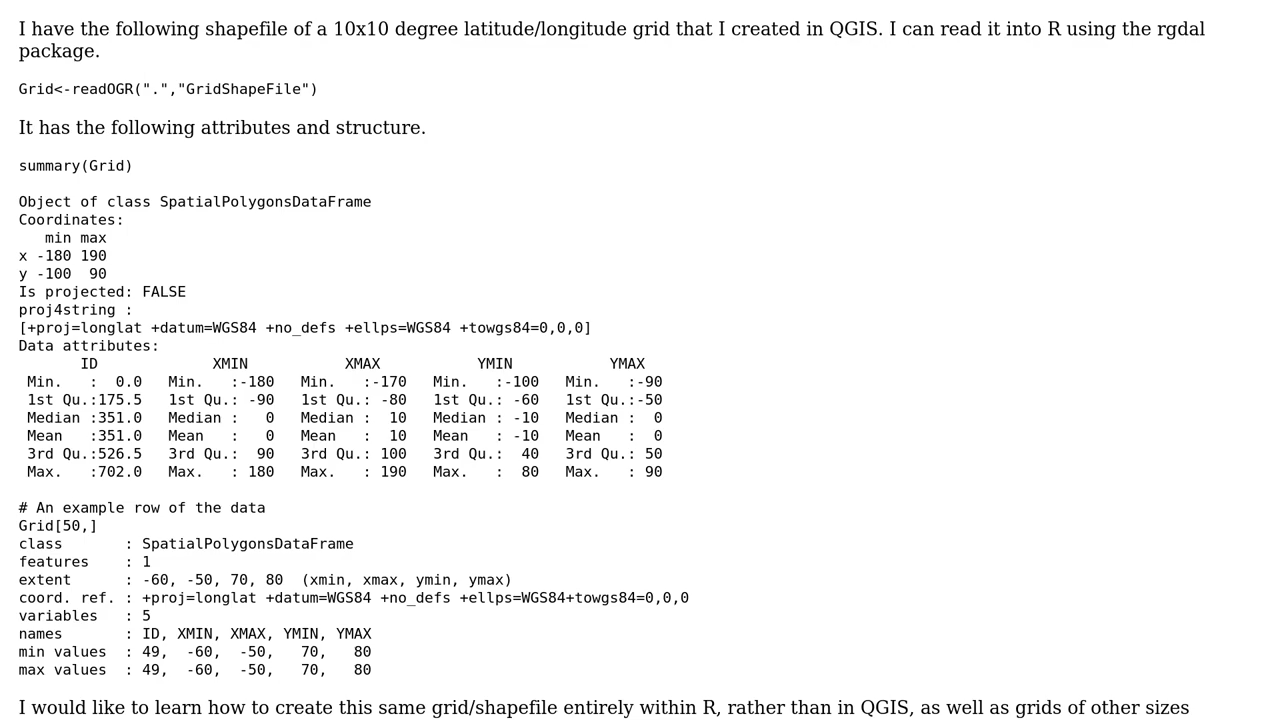 I have the following shapefile of a 10x10 degree latitude/longitude grid that I created in QGIS. I can read it into R using the rgdal
package.
Grid<-readOGR(".","GridShapeFile")
It has the following attributes and structure.
summary(Grid)
Object of class SpatialPolygonsDataFrame
Coordinates:
   min max
x -180 190
y -100  90
Is projected: FALSE
proj4string :
[+proj=longlat +datum=WGS84 +no_defs +ellps=WGS84 +towgs84=0,0,0]
Data attributes:
       ID             XMIN           XMAX           YMIN           YMAX
 Min.   :  0.0   Min.   :-180   Min.   :-170   Min.   :-100   Min.   :-90
 1st Qu.:175.5   1st Qu.: -90   1st Qu.: -80   1st Qu.: -60   1st Qu.:-50
 Median :351.0   Median :   0   Median :  10   Median : -10   Median :  0
 Mean   :351.0   Mean   :   0   Mean   :  10   Mean   : -10   Mean   :  0
 3rd Qu.:526.5   3rd Qu.:  90   3rd Qu.: 100   3rd Qu.:  40   3rd Qu.: 50
 Max.   :702.0   Max.   : 180   Max.   : 190   Max.   :  80   Max.   : 90
# An example row of the data
Grid[50,]
class       : SpatialPolygonsDataFrame
features    : 1
extent      : -60, -50, 70, 80  (xmin, xmax, ymin, ymax)
coord. ref. : +proj=longlat +datum=WGS84 +no_defs +ellps=WGS84+towgs84=0,0,0
variables   : 5
names       : ID, XMIN, XMAX, YMIN, YMAX
min values  : 49,  -60,  -50,   70,   80
max values  : 49,  -60,  -50,   70,   80
I would like to learn how to create this same grid/shapefile entirely within R, rather than in QGIS, as well as grids of other sizes